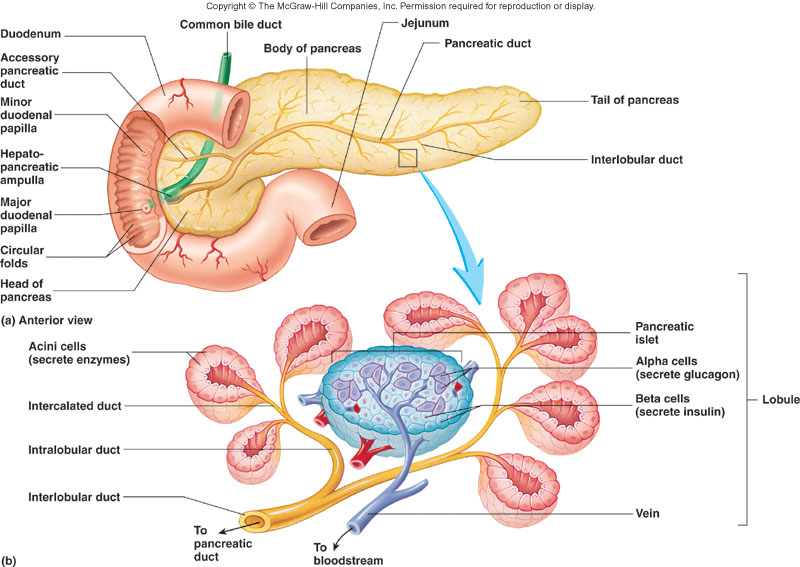 Copyright © The McGraw-Hill Companies, Inc. Permission required for reproduction or display.
Duodenum
Common bile duct
Jejunum
Body of pancreas
Pancreatic duct
Accessory
pancreatic
duct
Minor
duodenal
papilla
Tail of pancreas
Hepato-
pancreatic
ampulla
Interlobular duct
Major
duodenal
papilla
Circular
folds
Head of
pancreas
(a) Anterior view
Acini cells
(secrete enzymes)
Pancreatic
islet
Alpha cells
(secrete glucagon)
Beta cells
(secrete insulin)
Lobule
Intercalated duct
Intralobular duct
Interlobular duct
Vein
To
pancreatic
duct
To
bloodstream
(b)